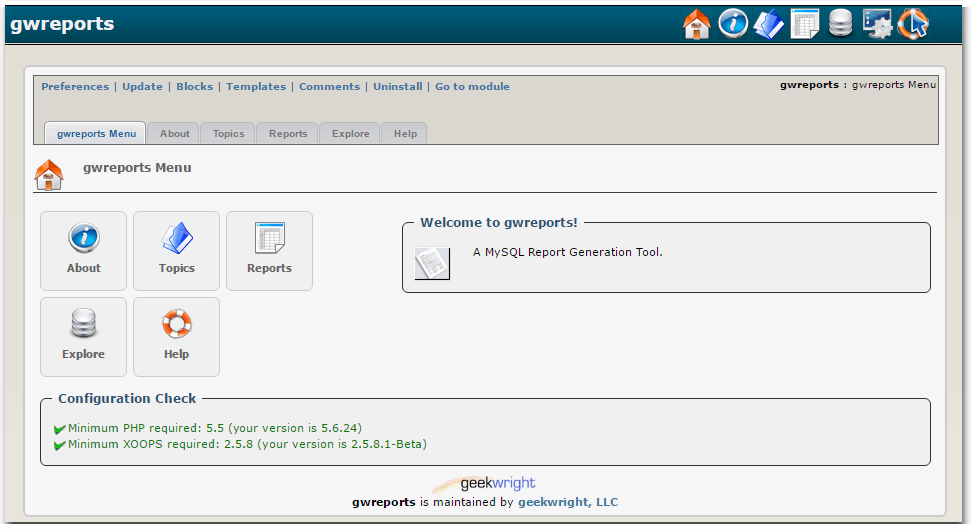 gwreports
Preferences | Update | Blocks | Templates | Comments | Uninstall | Go to module
gwreports : gwreports Menu
gwreports Menu About Topics Reports Explore Help
gwreports Menu
About Topics Reports
Explore Help
Welcome to gwreports!
A MySQL Report Generation Tool.
Configuration Check
Minimum PHP required: 5.5 (your version is 5.6.24)
Minimum XOOPS required: 2.5.8 (your version is 2.5.8.1-Beta)
geekwright
gwreports is maintained by geekwright, LLC